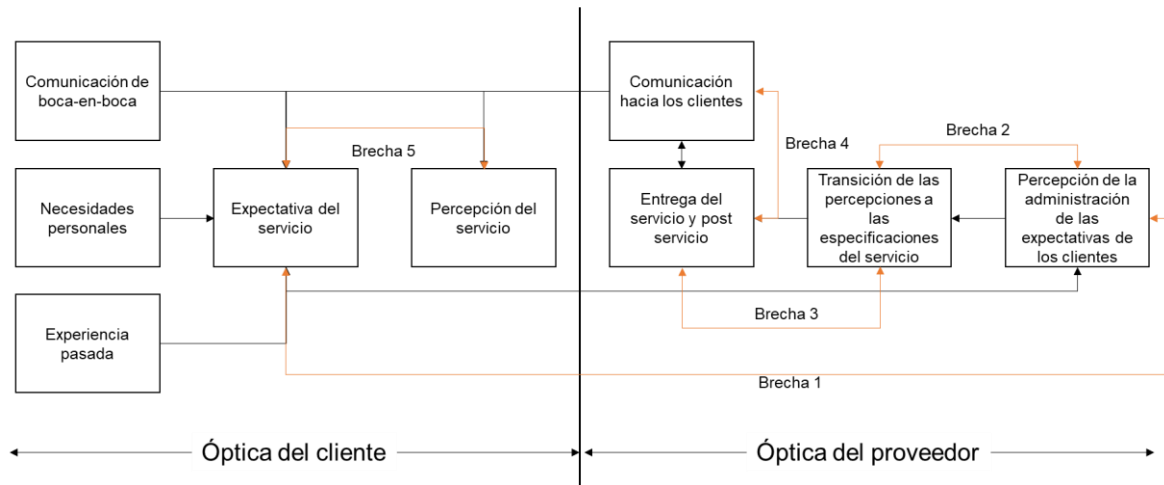 Comunicación de
boca-en-boca
Comunicación
hacia los clientes
Brecha 5
Brecha 4
Brecha 2
Necesidades
personales
Expectativa del
servicio
Percepción del
servicio
Entrega del
servicio y post
servicio
Transición de las
percepciones a
las
especificaciones
del servicio
Percepción de la
administración de
las
expectativas de
los clientes
Brecha 3
Experiencia
pasada
Brecha 1
Óptica del cliente
Óptica del proveedor